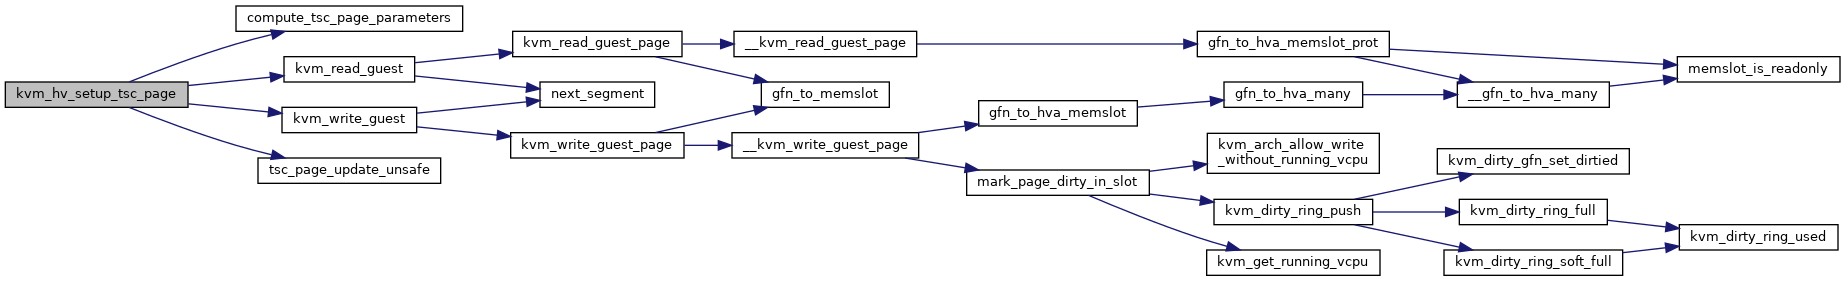 kvm_hv_setup_tsc_page
compute_tsc_page_parameters
kvm_read_guest
kvm_write_guest
tsc_page_update_unsafe
kvm_read_guest_page
next_segment
kvm_write_guest_page
__kvm_read_guest_page
gfn_to_memslot
__kvm_write_guest_page
gfn_to_hva_memslot
mark_page_dirty_in_slot
gfn_to_hva_memslot_prot
gfn_to_hva_many
kvm_arch_allow_write
_without_running_vcpu
kvm_dirty_ring_push
kvm_get_running_vcpu
__gfn_to_hva_many
kvm_dirty_gfn_set_dirtied
kvm_dirty_ring_full
kvm_dirty_ring_soft_full
memslot_is_readonly
kvm_dirty_ring_used